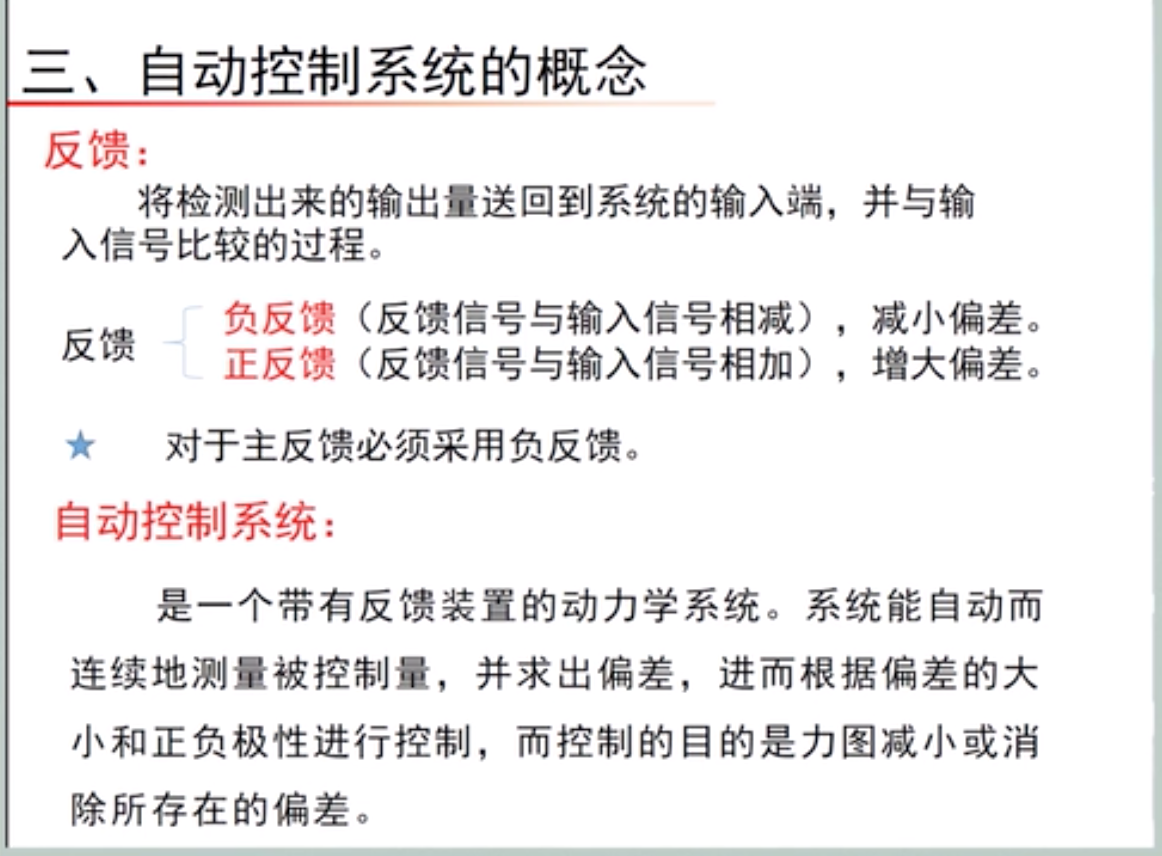 三、自动控制系统的概念
反馈：
将检测出来的输出量送回到系统的输入端，并与输
入信号比较的过程。
反馈
负反馈（反馈信号与输入信号相减），减小偏差。
正反馈（反馈信号与输入信号相加），增大偏差。
★ 对于主反馈必须采用负反馈。
自动控制系统：
是一个带有反馈装置的动力学系统。系统能自动而
连续地测量被控制量，并求出偏差，进而根据偏差的大
小和正负极性进行控制，而控制的目的是力图减小或消
除所存在的偏差。